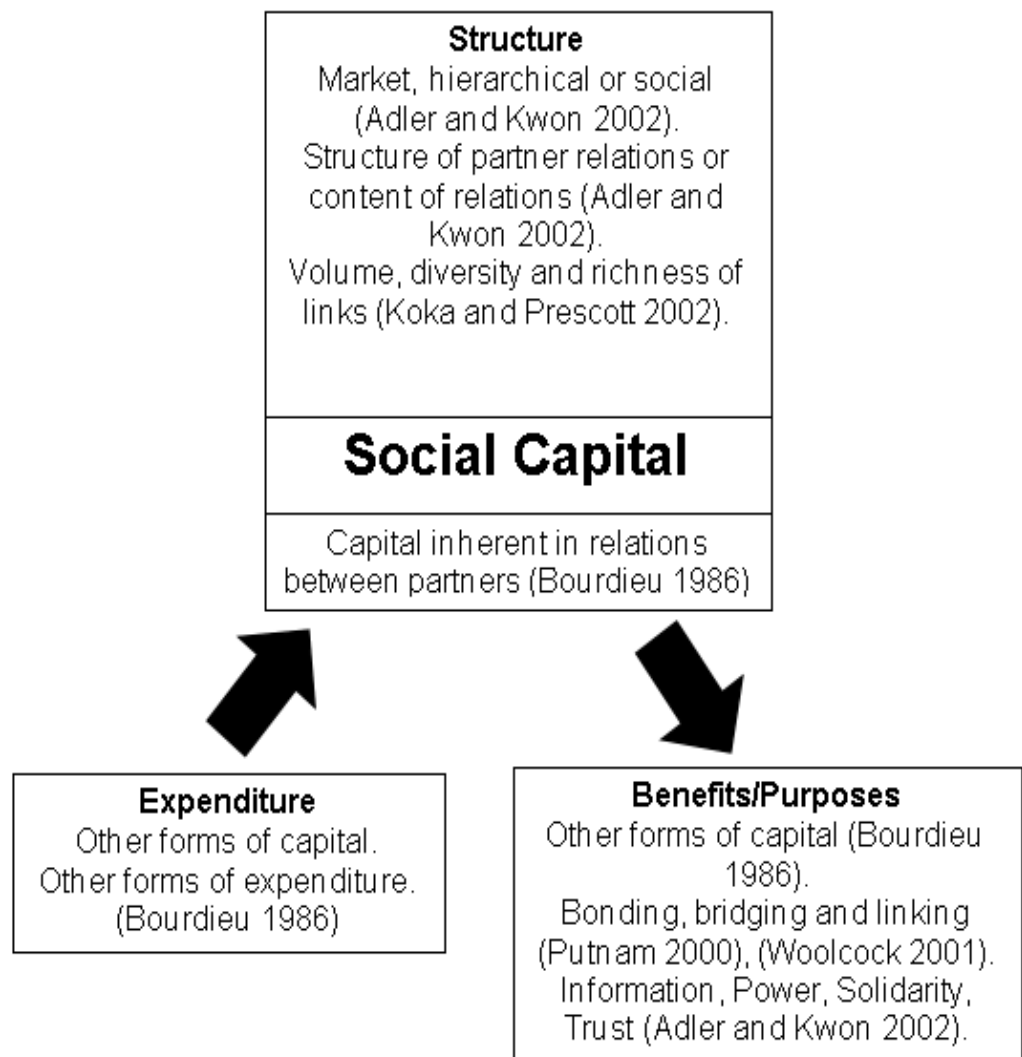 Structure
Market, hierarchical or social
(Adler and Kwon 2002).
Structure of partner relations or
content of relations (Adler and
Kwon 2002).
Volume, diversity and richness of
links (Koka and Prescott 2002).
Social Capital
Capital inherent in relations
between partners (Bourdieu 1986)
Expenditure
Other forms of capital.
Other forms of expenditure.
(Bourdieu 1986)
Benefits/Purposes
Other forms of capital (Bourdieu
1986).
Bonding, bridging and linking
(Putnam 2000), (Woolcock 2001).
Information, Power, Solidarity,
Trust (Adler and Kwon 2002).